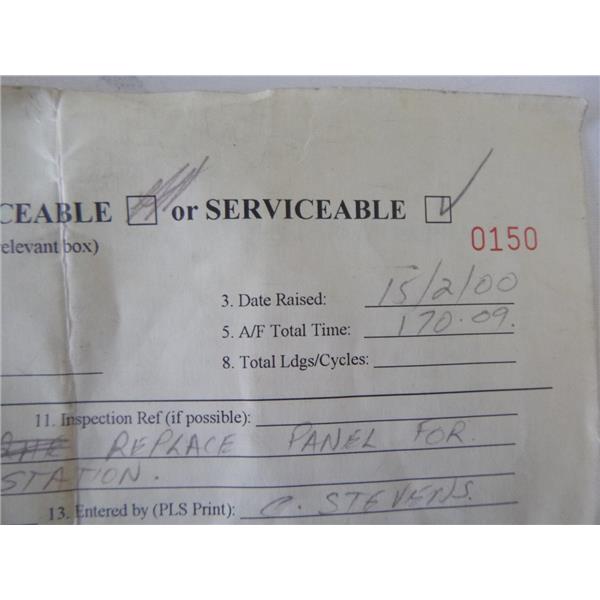 CEABLE or SERVICEABLE
relevant box)
0150
3. Date Raised: 15/2/00
5. A/F Total Time: 170.09.
8. Total Ldgs/Cycles:
11. Inspection Ref (if possible):
REPLACE PANEL FOR
STATION.
13. Entered by (PLS Print): C. STEVENS.